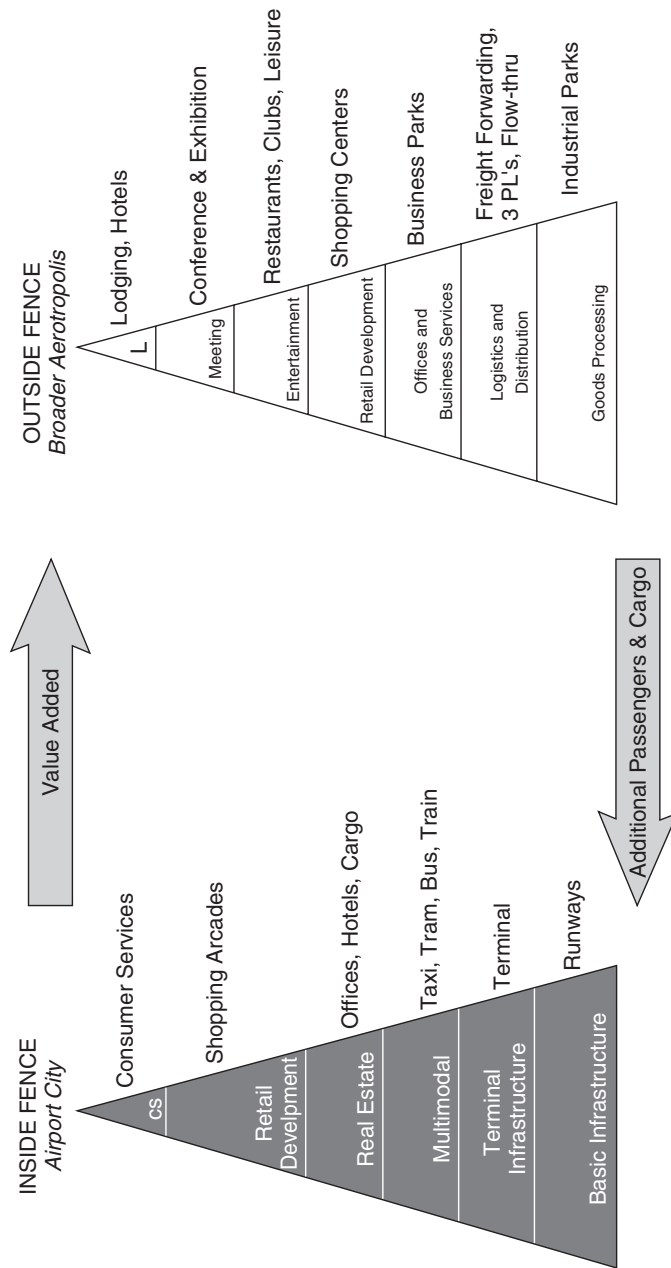 INSIDE FENCE
Airport City
cs
Consumer Services
Retail
Develpment
Shopping Arcades
Real Estate
Offices, Hotels, Cargo
Multimodal
Taxi, Tram, Bus, Train
Terminal
Infrastructure
Terminal
Basic Infrastructure
Runways
Value Added
Additional Passengers & Cargo
OUTSIDE FENCE
Broader Aerotropolis
L
Lodging, Hotels
Meeting
Conference & Exhibition
Entertainment
Restaurants, Clubs, Leisure
Retail Development
Shopping Centers
Offices and
Business Services
Business Parks
Logistics and
Distribution
Freight Forwarding,
3 PL's, Flow-thru
Goods Processing
Industrial Parks